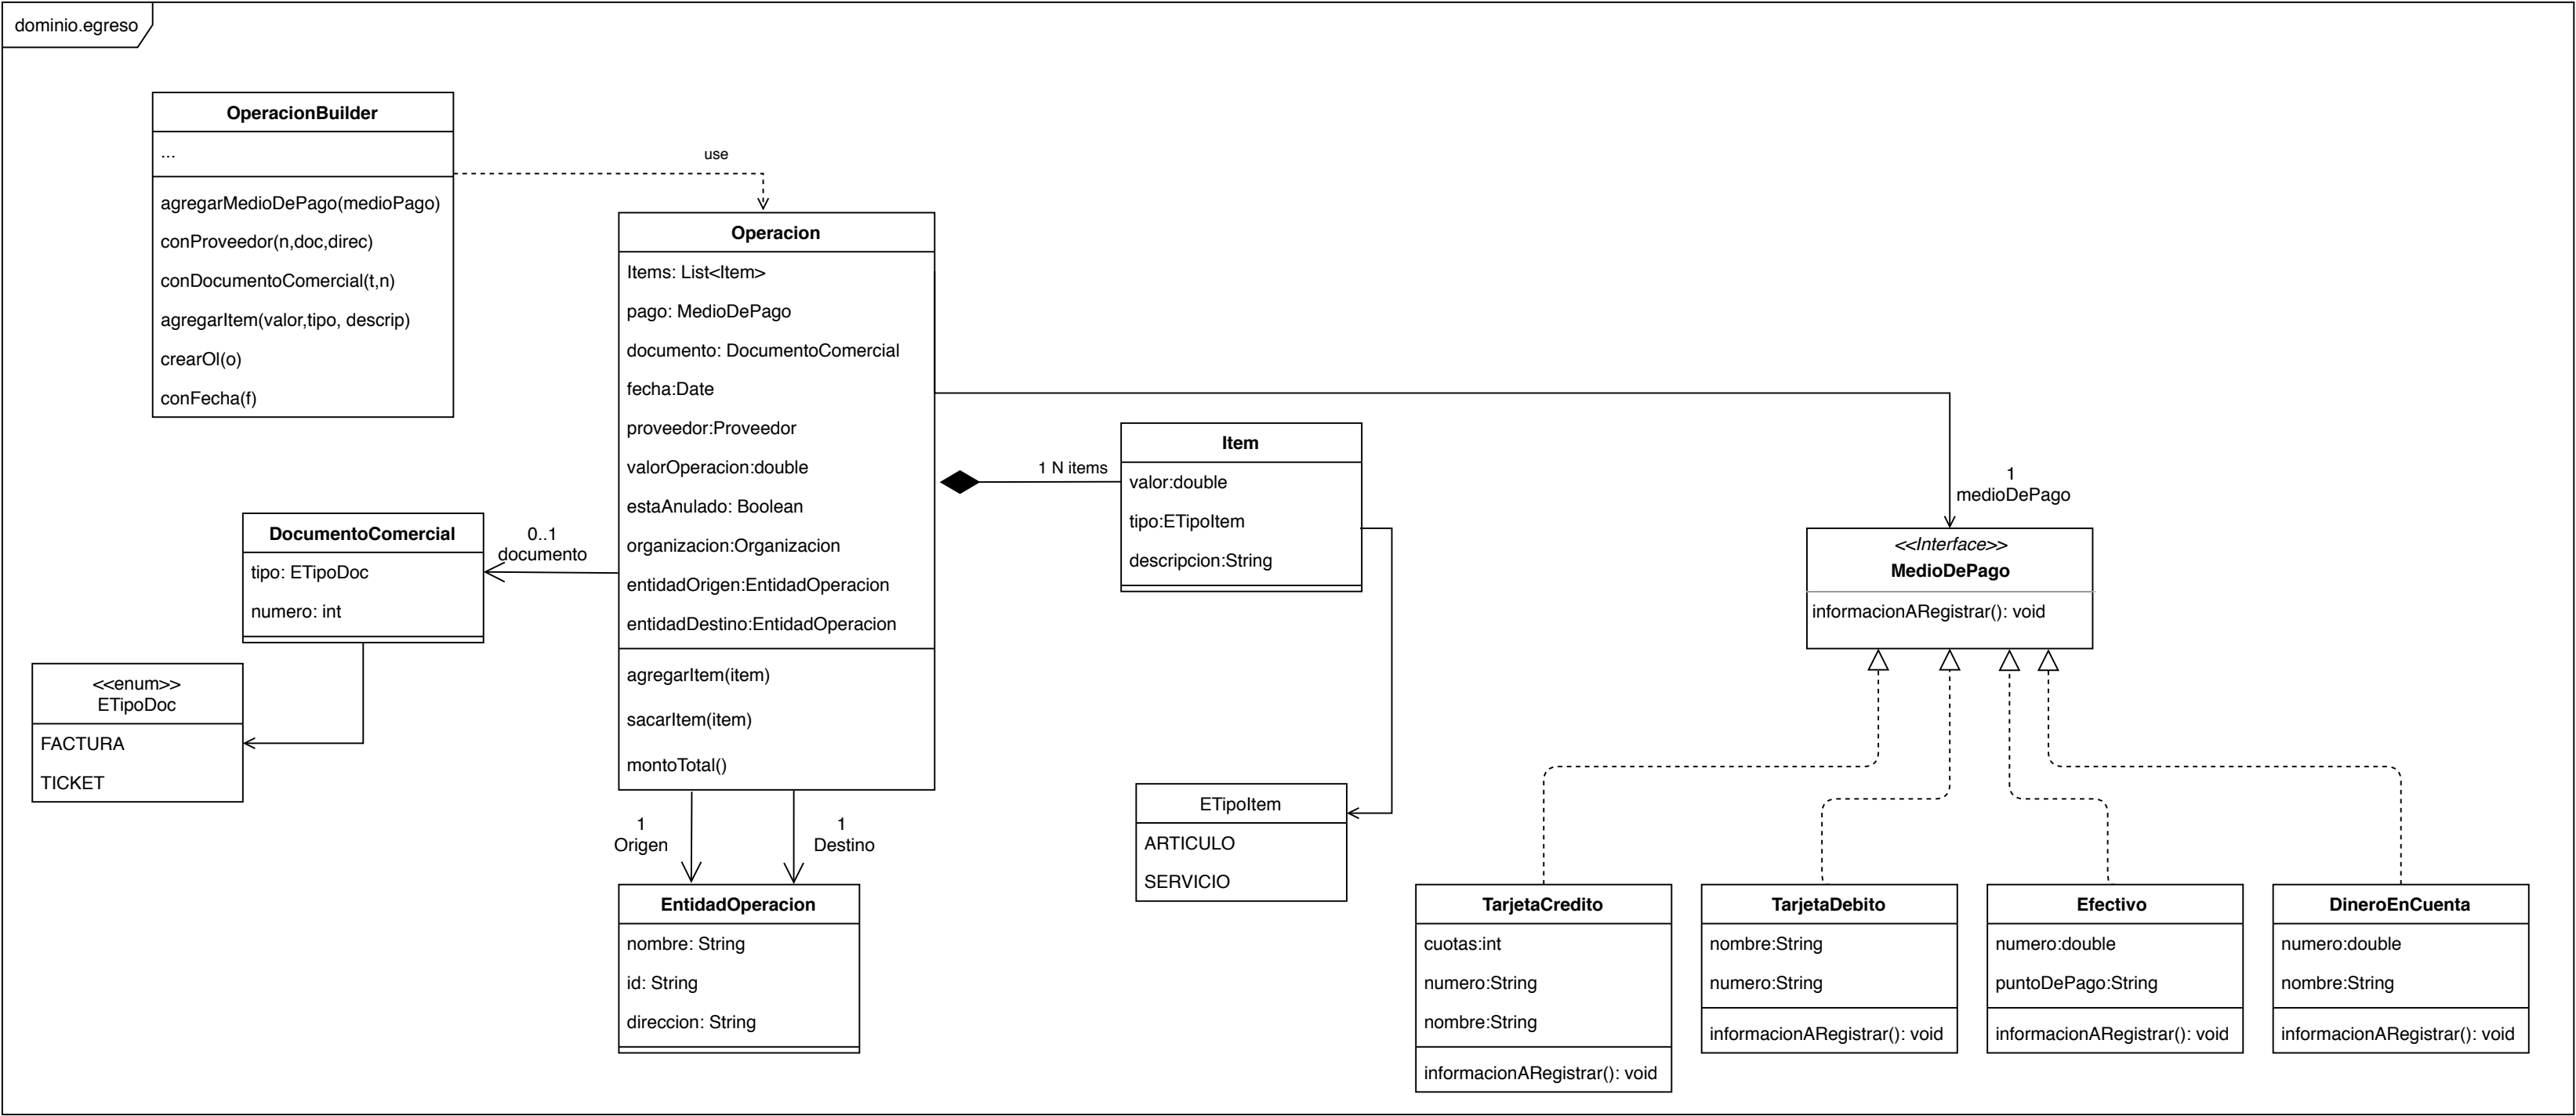 dominio.egreso
OperacionBuilder
...
agregarMedioDePago(medioPago)
conProveedor(n,doc,direc)
conDocumentoComercial(t,n)
agregarItem(valor,tipo, descrip)
crearOl(o)
conFecha(f)
use
Operacion
Items: List<Item>
pago: MedioDePago
documento: DocumentoComercial
fecha:Date
proveedor:Proveedor
valorOperacion:double
estaAnulado: Boolean
organizacion:Organizacion
entidadOrigen:EntidadOperacion
entidadDestino:EntidadOperacion
agregarItem(item)
sacarItem(item)
montoTotal()
1 N items
Item
valor:double
tipo:ETipoItem
descripcion:String
1
medioDePago
<<Interface>>
MedioDePago
informacionARegistrar(): void
DocumentoComercial
tipo: ETipoDoc
numero: int
0..1
documento
<<enum>>
ETipoDoc
FACTURA
TICKET
1
Origen
1
Destino
EntidadOperacion
nombre: String
id: String
direccion: String
ETipoItem
ARTICULO
SERVICIO
TarjetaCredito
cuotas:int
numero:String
nombre:String
informacionARegistrar(): void
TarjetaDebito
nombre:String
numero:String
informacionARegistrar(): void
Efectivo
numero:double
puntoDePago:String
informacionARegistrar(): void
DineroEnCuenta
numero:double
nombre:String
informacionARegistrar(): void